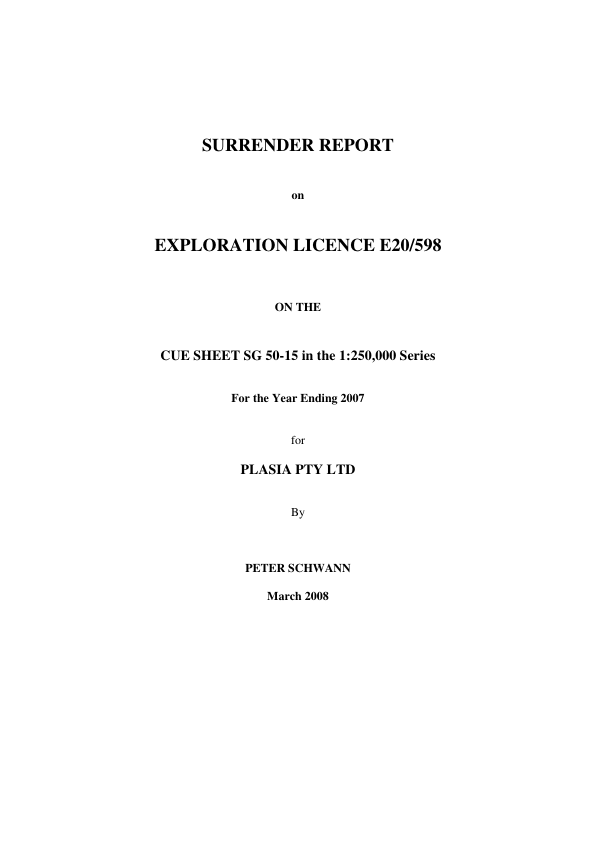 SURRENDER REPORT
on
EXPLORATION LICENCE E20/598
ON THE
CUE SHEET SG 50-15 in the 1:250,000 Series
For the Year Ending 2007
for
PLASIA PTY LTD
By
PETER SCHWANN
March 2008